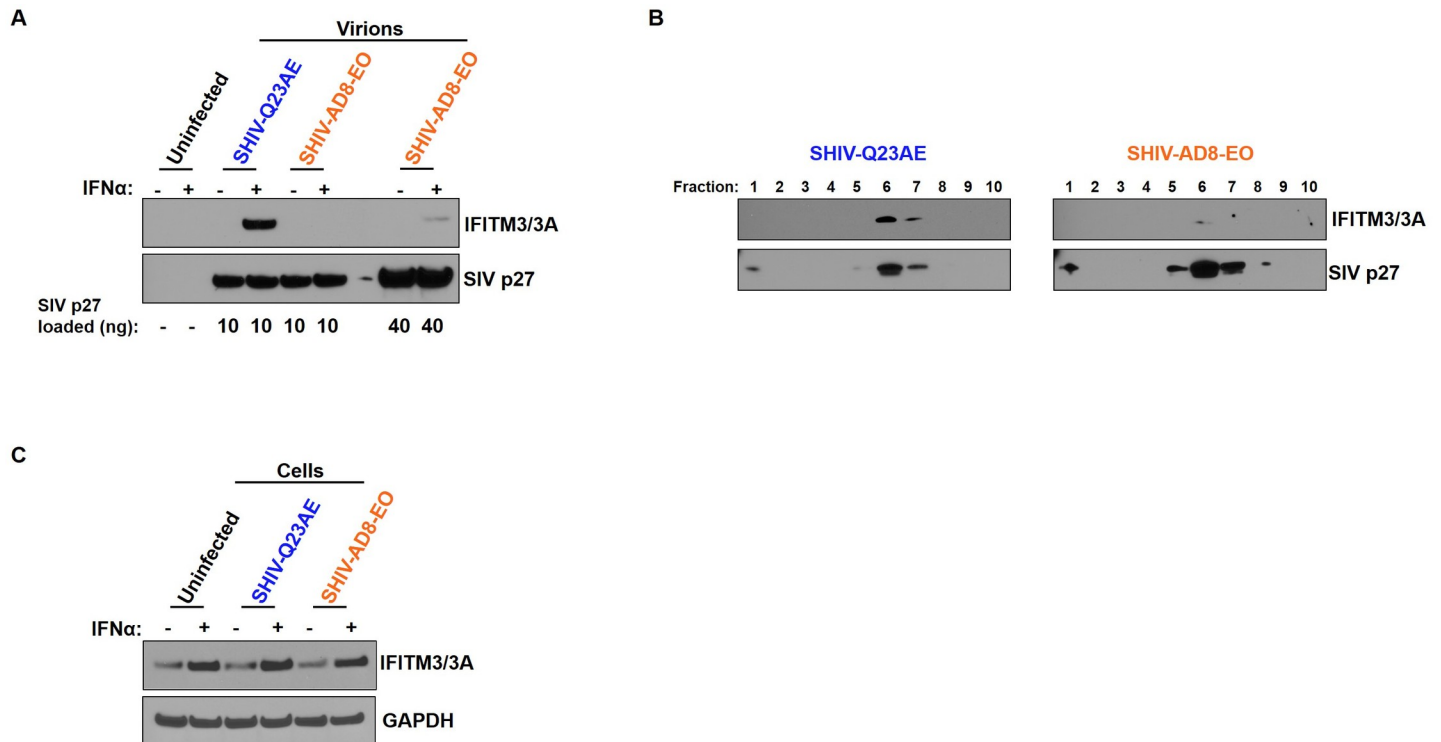 A
Virions
Uninfected
SHIV-Q23AE
SHIV-AD8-EO
SHIV-AD8-EO
IFNα: - + - + - + - +
IFITM3/3A
SIV p27
SIV p27
loaded (ng): - - 10 10 10 10 40 40
B
SHIV-Q23AE
SHIV-AD8-EO
Fraction: 1 2 3 4 5 6 7 8 9 10
1 2 3 4 5 6 7 8 9 10
IFITM3/3A
SIV p27
C
Cells
Uninfected
SHIV-Q23AE
SHIV-AD8-EO
IFNα: - + - + - +
IFITM3/3A
GAPDH